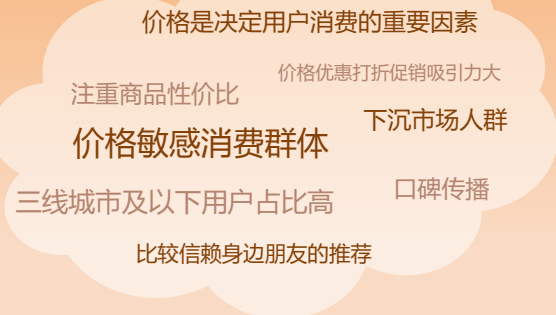 价格是决定用户消费的重要因素
价格优惠打折促销吸引力大
注重商品性价比
下沉市场人群
价格敏感消费群体
口碑传播
三线城市及以下用户占比高
比较信赖身边朋友的推荐